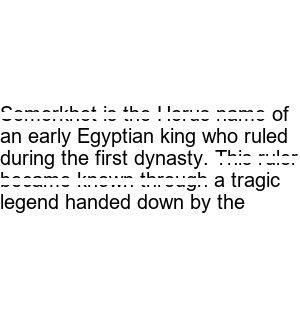 Semerkhet is the Horus name of
an early Egyptian king who ruled
during the first dynasty. This ruler
became known through a tragic
legend handed down by the